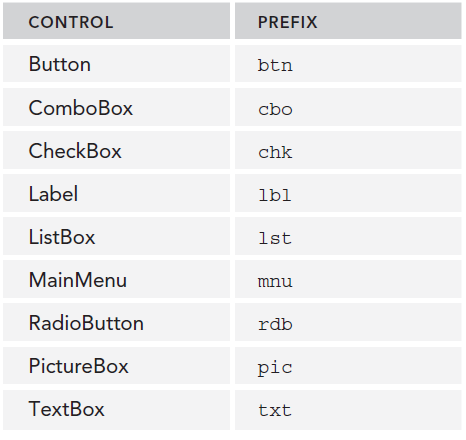 CONTROL PREFIX
Button btn
ComboBox cbo
CheckBox chk
Label lbl
ListBox lst
MainMenu mnu
RadioButton rdb
PictureBox pic
TextBox txt